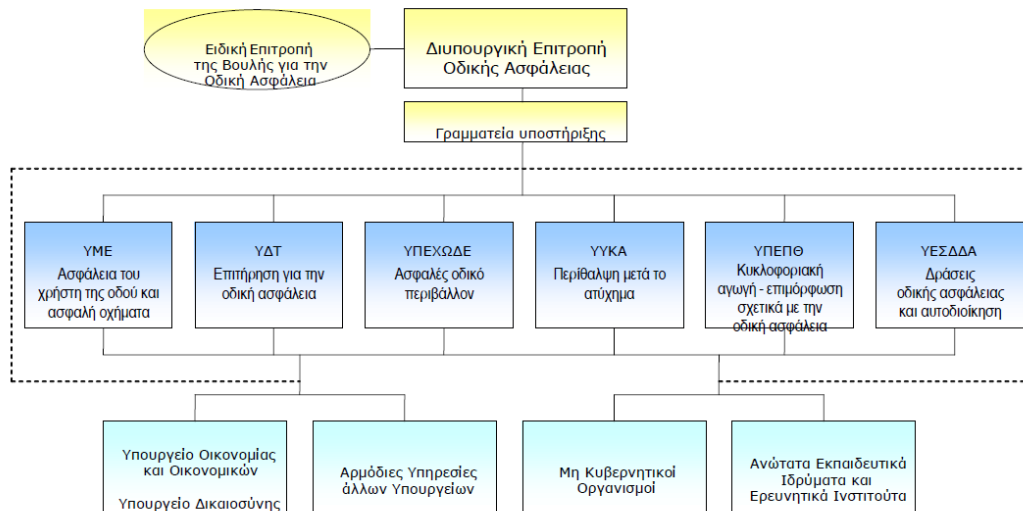 Ειδική Επιτροπή
της Βουλής για την
Οδική Ασφάλεια
Διυπουργική Επιτροπή
Οδικής Ασφάλειας
Γραμματεία υποστήριξης
ΥΜΕ
Ασφάλεια του
χρήστη της οδού και
ασφαλή οχήματα
ΥΔΤ
Επιτήρηση για την
οδική ασφάλεια
ΥΠΕΧΩΔΕ
Ασφαλές οδικό
περιβάλλον
ΥΥΚΑ
Περίθαλψη μετά το
ατύχημα
ΥΠΕΠΘ
Κυκλοφοριακή
αγωγή - επιμόρφωση
σχετικά με την
οδική ασφάλεια
ΥΕΣΔΔΑ
Δράσεις
οδικής ασφάλειας
και αυτοδιοίκηση
Υπουργείο Οικονομίας
και Οικονομικών
Υπουργείο Δικαιοσύνης
Αρμόδιες Υπηρεσίες
άλλων Υπουργείων
Μη Κυβερνητικοί
Οργανισμοί
Ανώτατα Εκπαιδευτικά
Ιδρύματα και
Ερευνητικά Ινστιτούτα